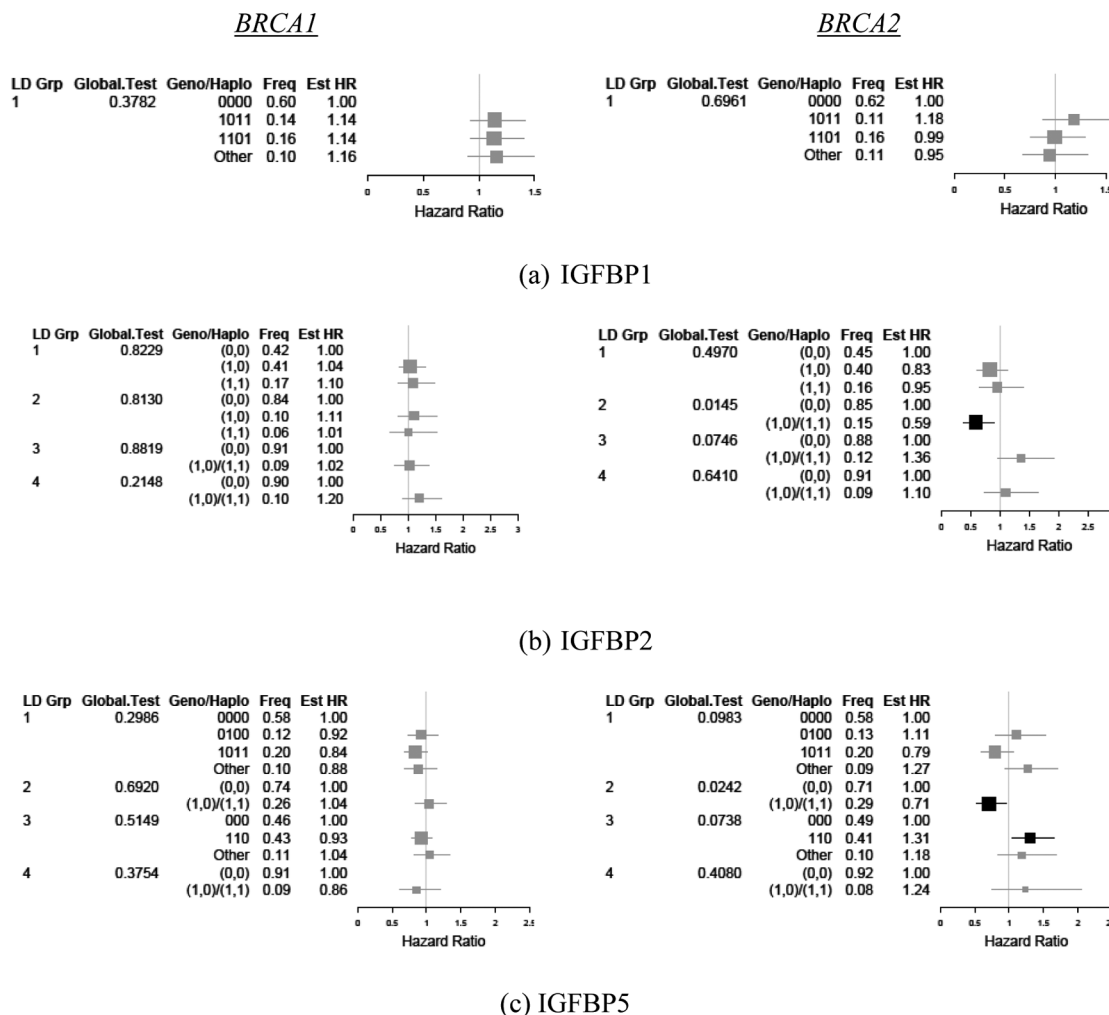 BRCA1
LD Grp Global.Test Geno/Haplo Freq Est HR
1 0.3782 0000 0.60 1.00
1011 0.14 1.14
1101 0.16 1.14
Other 0.10 1.16
0 0.5 1 1.5
Hazard Ratio
BRCA2
LD Grp Global.Test Geno/Haplo Freq Est HR
1 0.6961 0000 0.62 1.00
1011 0.11 1.18
1101 0.16 0.99
Other 0.11 0.95
0 0.5 1 1.5
Hazard Ratio
(a) IGFBP1
LD Grp Global.Test Geno/Haplo Freq Est HR
1 0.8229 (0,0) 0.42 1.00
(1,0) 0.41 1.04
(1,1) 0.17 1.10
2 0.8130 (0,0) 0.84 1.00
(1,0) 0.10 1.11
(1,1) 0.06 1.01
3 0.8819 (0,0) 0.91 1.00
(1,0)/(1,1) 0.09 1.02
4 0.2148 (0,0) 0.90 1.00
(1,0)/(1,1) 0.10 1.20
0 0.5 1 1.5 2 2.5 3
Hazard Ratio
LD Grp Global.Test Geno/Haplo Freq Est HR
1 0.4970 (0,0) 0.45 1.00
(1,0) 0.40 0.83
(1,1) 0.16 0.95
2 0.0145 (0,0) 0.85 1.00
(1,0)/(1,1) 0.15 0.59
3 0.0746 (0,0) 0.88 1.00
(1,0)/(1,1) 0.12 1.36
4 0.6410 (0,0) 0.91 1.00
(1,0)/(1,1) 0.09 1.10
0 0.5 1 1.5 2 2.5
Hazard Ratio
(b) IGFBP2
LD Grp Global.Test Geno/Haplo Freq Est HR
1 0.2986 0000 0.58 1.00
0100 0.12 0.92
1011 0.20 0.84
Other 0.10 0.88
2 0.6920 (0,0) 0.74 1.00
(1,0)/(1,1) 0.26 1.04
3 0.5149 000 0.46 1.00
110 0.43 0.93
Other 0.11 1.04
4 0.3754 (0,0) 0.91 1.00
(1,0)/(1,1) 0.09 0.86
0 0.5 1 1.5 2 2.5
Hazard Ratio
LD Grp Global.Test Geno/Haplo Freq Est HR
1 0.0983 0000 0.58 1.00
0100 0.13 1.11
1011 0.20 0.79
Other 0.09 1.27
2 0.0242 (0,0) 0.71 1.00
(1,0)/(1,1) 0.29 0.71
3 0.0738 000 0.49 1.00
110 0.41 1.31
Other 0.10 1.18
4 0.4080 (0,0) 0.92 1.00
(1,0)/(1,1) 0.08 1.24
0 0.5 1 1.5 2
Hazard Ratio
(c) IGFBP5